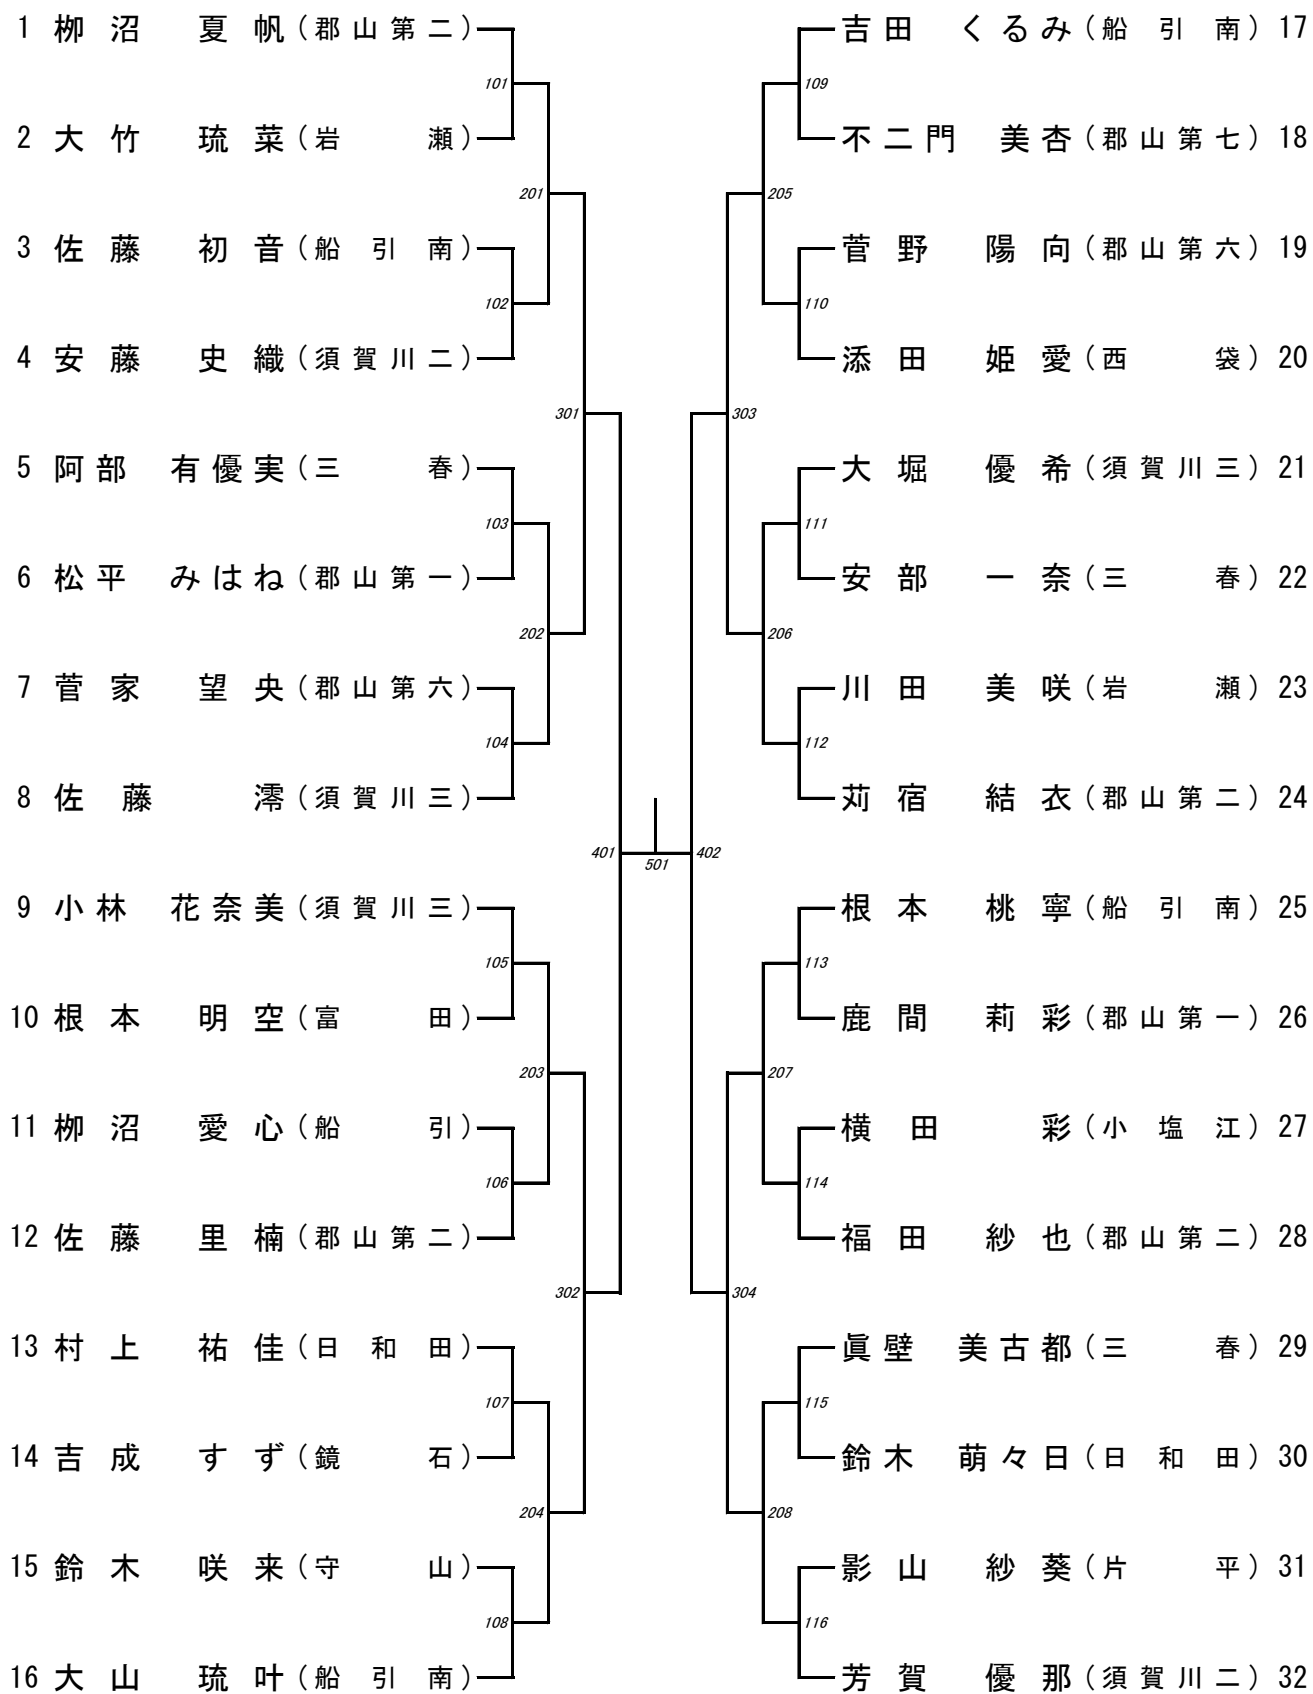 1 栁沼 夏帆（郡山第二）
101
2 大竹 琉菜（岩瀬）
201
3 佐藤 初音（船引南）
102
4 安藤 史織（須賀川二）
301
5 阿部 有優実（三春）
103
6 松平 みはね（郡山第一）
202
7 菅家 望央（郡山第六）
104
8 佐藤 澪（須賀川三）
401
9 小林 花奈美（須賀川三）
105
10 根本 明空（富田）
203
11 栁沼 愛心（船引）
106
12 佐藤 里楠（郡山第二）
302
13 村上 祐佳（日和田）
107
14 吉成 すず（鏡石）
204
15 鈴木 咲来（守山）
108
16 大山 琉叶（船引南）
501
吉田 くるみ（船引南）17
109
不二門 美杏（郡山第七）18
205
菅野 陽向（郡山第六）19
110
添田 姫愛（西袋）20
303
大堀 優希（須賀川三）21
111
安部 一奈（三春）22
206
川田 美咲（岩瀬）23
112
苅宿 結衣（郡山第二）24
402
根本 桃寧（船引南）25
113
鹿間 莉彩（郡山第一）26
207
横田 彩（小塩江）27
114
福田 紗也（郡山第二）28
304
眞壁 美古都（三春）29
115
鈴木 萌々日（日和田）30
208
影山 紗葵（片平）31
116
芳賀 優那（須賀川二）32